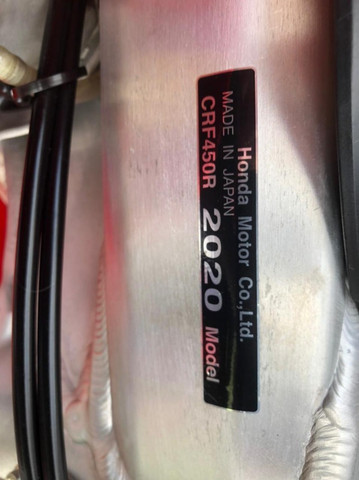 Honda Motor Co.,Ltd.
MADE IN JAPAN
CRF450R 2020 Model